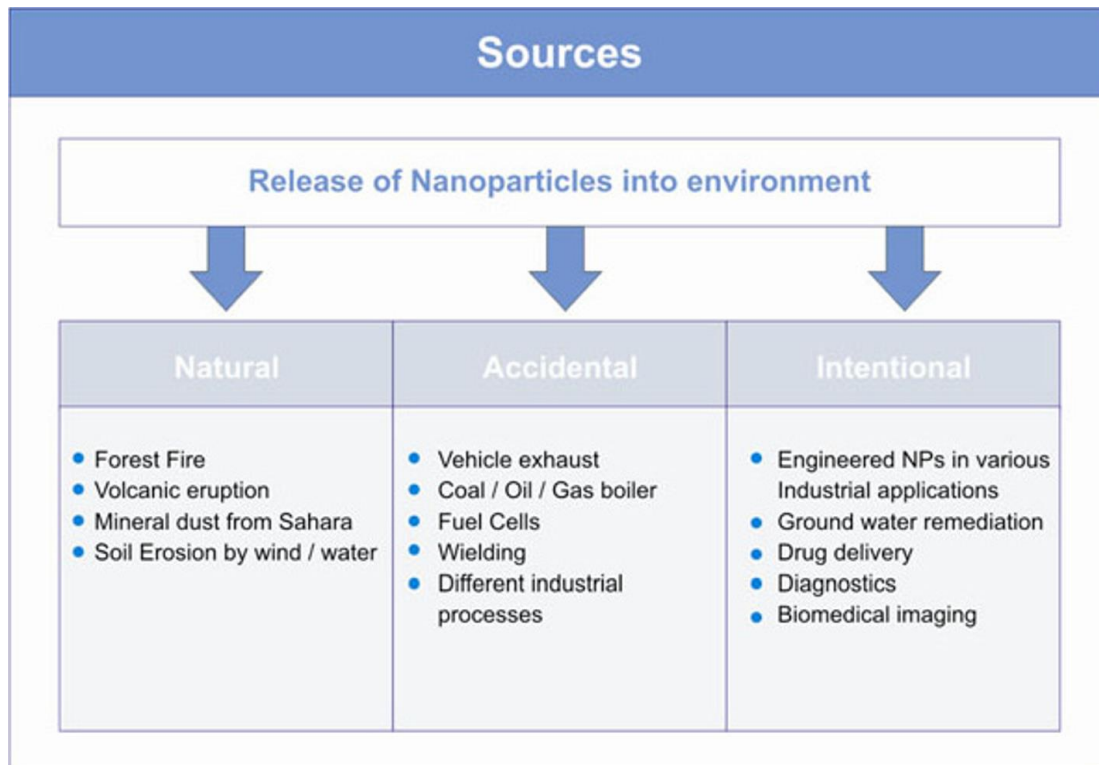 Sources
Release of Nanoparticles into environment
Natural
Accidental
Intentional
Forest Fire
Volcanic eruption
Mineral dust from Sahara
Soil Erosion by wind / water
Vehicle exhaust
Coal / Oil / Gas boiler
Fuel Cells
Wielding
Different industrial
processes
Engineered NPs in various
Industrial applications
Ground water remediation
Drug delivery
Diagnostics
Biomedical imaging